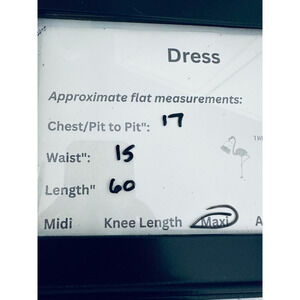 Dress
Approximate flat measurements:
Chest/Pit to Pit": 17
Waist": 15
Length" 60
Midi Knee Length Maxi